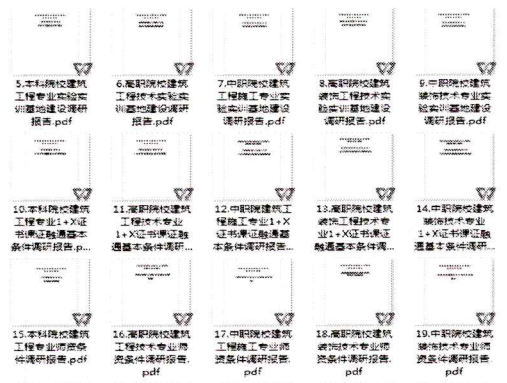 5.本科院校建筑
工程专业实验实
训基地建设调研
报告.pdf
6.高职院校建筑
工程技术实验实
训基地建设调研
报告.pdf
7.中职院校建筑
工程施工专业实
验实训基地建设
调研报告.pdf
8.高职院校建筑
装饰工程技术实
验实训基地建设
调研报告.pdf
9.中职院校建筑
装饰技术专业实
验实训基地建设
调研报告.pdf
10.本科院校建筑
工程专业1+X证
书课证融通基本
条件调研报告.p...
11.高职院校建筑
工程技术专业
1+X证书课证融
通基本条件调研...
12.中职院校建筑工
程施工专业1+X
证书课证融通基
本条件调研报告...
13.高职院校建筑
装饰工程技术专
业1+X证书课证
融通基本条件调...
14.中职院校建筑
装饰技术专业
1+X证书课证融
通基本条件调研...
15.本科院校建筑
工程专业师资条
件调研报告.pdf
16.高职院校建筑
工程技术专业师
资条件调研报告.
pdf
17.中职院校建筑
工程施工专业师
资条件调研报告.
pdf
18.高职院校建筑
装饰技术专业师
资条件调研报告.
pdf
19.中职院校建筑
装饰技术专业师
资条件调研报告.
pdf